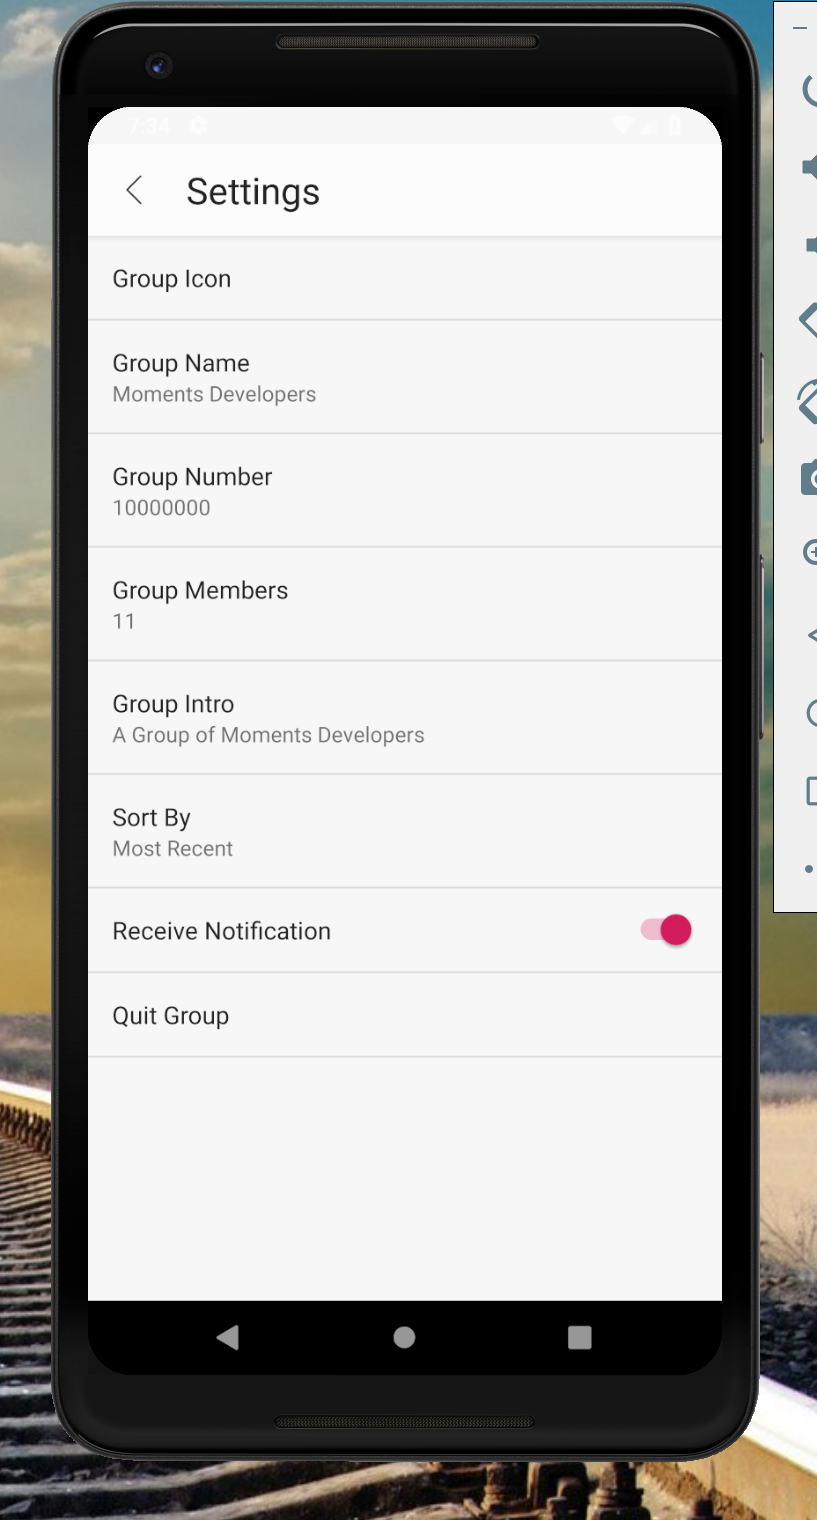 7:34
Settings
Group Icon
Group Name
Moments Developers
Group Number
10000000
Group Members
11
Group Intro
A Group of Moments Developers
Sort By
Most Recent
Receive Notification
Quit Group